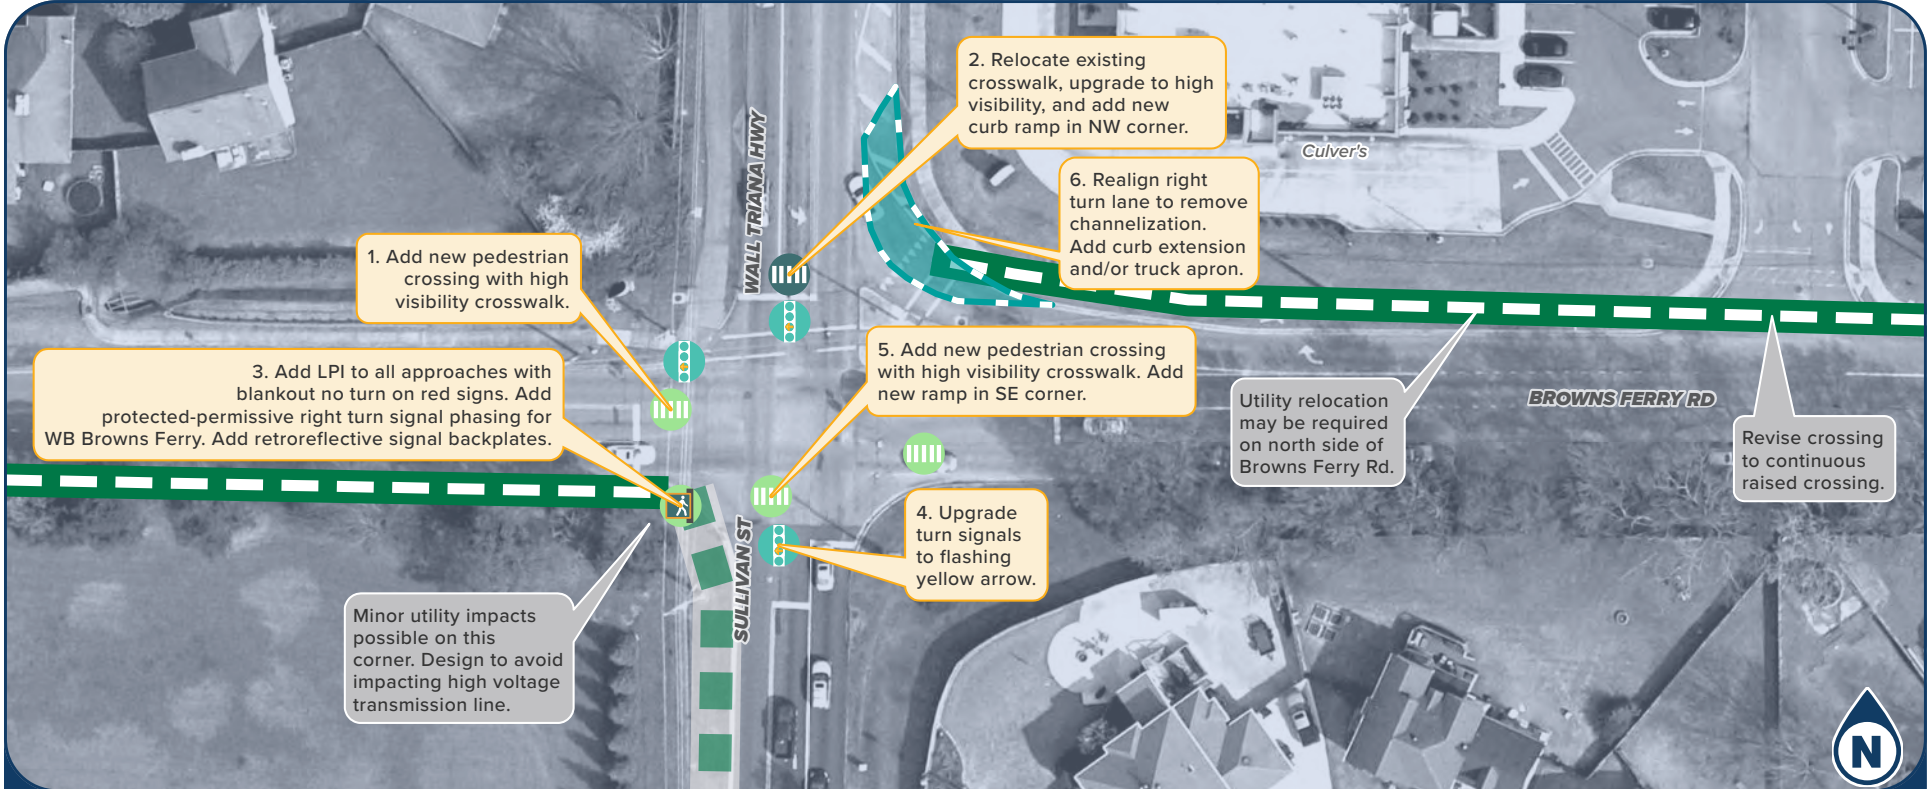 2. Relocate existing
crosswalk, upgrade to high
visibility, and add new
curb ramp in NW corner.
Culver's
6. Realign right
turn lane to remove
channelization.
Add curb extension
and/or truck apron.
WALL TRIANA HWY
1. Add new pedestrian
crossing with high
visibility crosswalk.
3. Add LPI to all approaches with
blankout no turn on red signs. Add
protected-permissive right turn signal phasing for
WB Browns Ferry. Add retroreflective signal backplates.
5. Add new pedestrian crossing
with high visibility crosswalk. Add
new ramp in SE corner.
Utility relocation
may be required
on north side of
Browns Ferry Rd.
BROWNS FERRY RD
Revise crossing
to continuous
raised crossing.
4. Upgrade
turn signals
to flashing
yellow arrow.
SULLIVAN ST
Minor utility impacts
possible on this
corner. Design to avoid
impacting high voltage
transmission line.
N